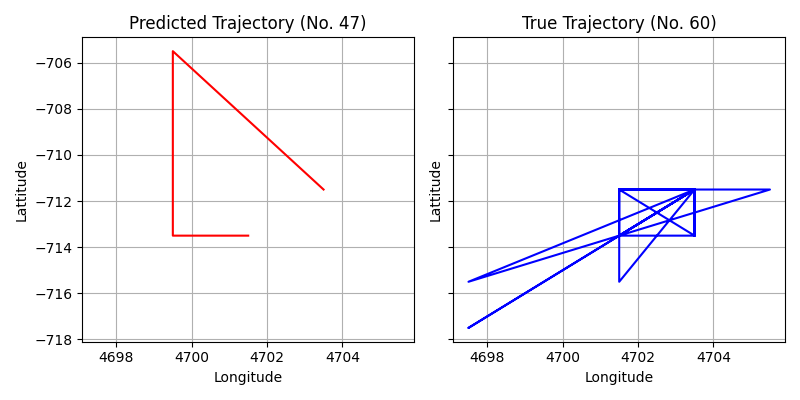 Predicted Trajectory (No. 47)
True Trajectory (No. 60)
−706
−708
−710
−712
−714
−716
−718
Lattitude
Lattitude
4698
4700
4702
4704
4698
4700
4702
4704
Longitude
Longitude